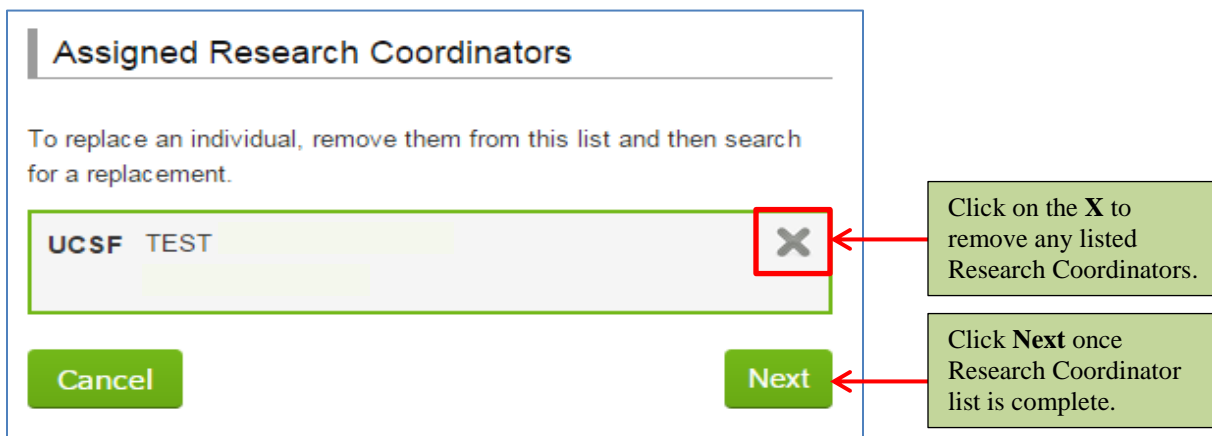 Assigned Research Coordinators
To replace an individual, remove them from this list and then search
for a replacement.
UCSF TEST
Click on the X to
remove any listed
Research Coordinators.
Cancel
Next
Click Next once
Research Coordinator
list is complete.